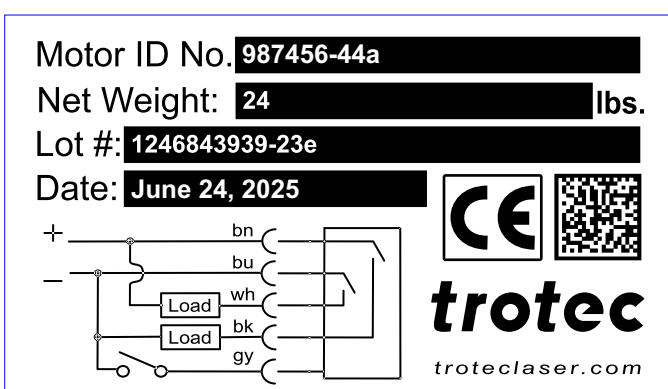 Motor ID No. 987456-44a
Net Weight: 24 lbs.
Lot #: 1246843939-23e
Date: June 24, 2025
CE
+
bn
bu
−
wh
Load
bk
Load
gy
trotec
troteclaser.com